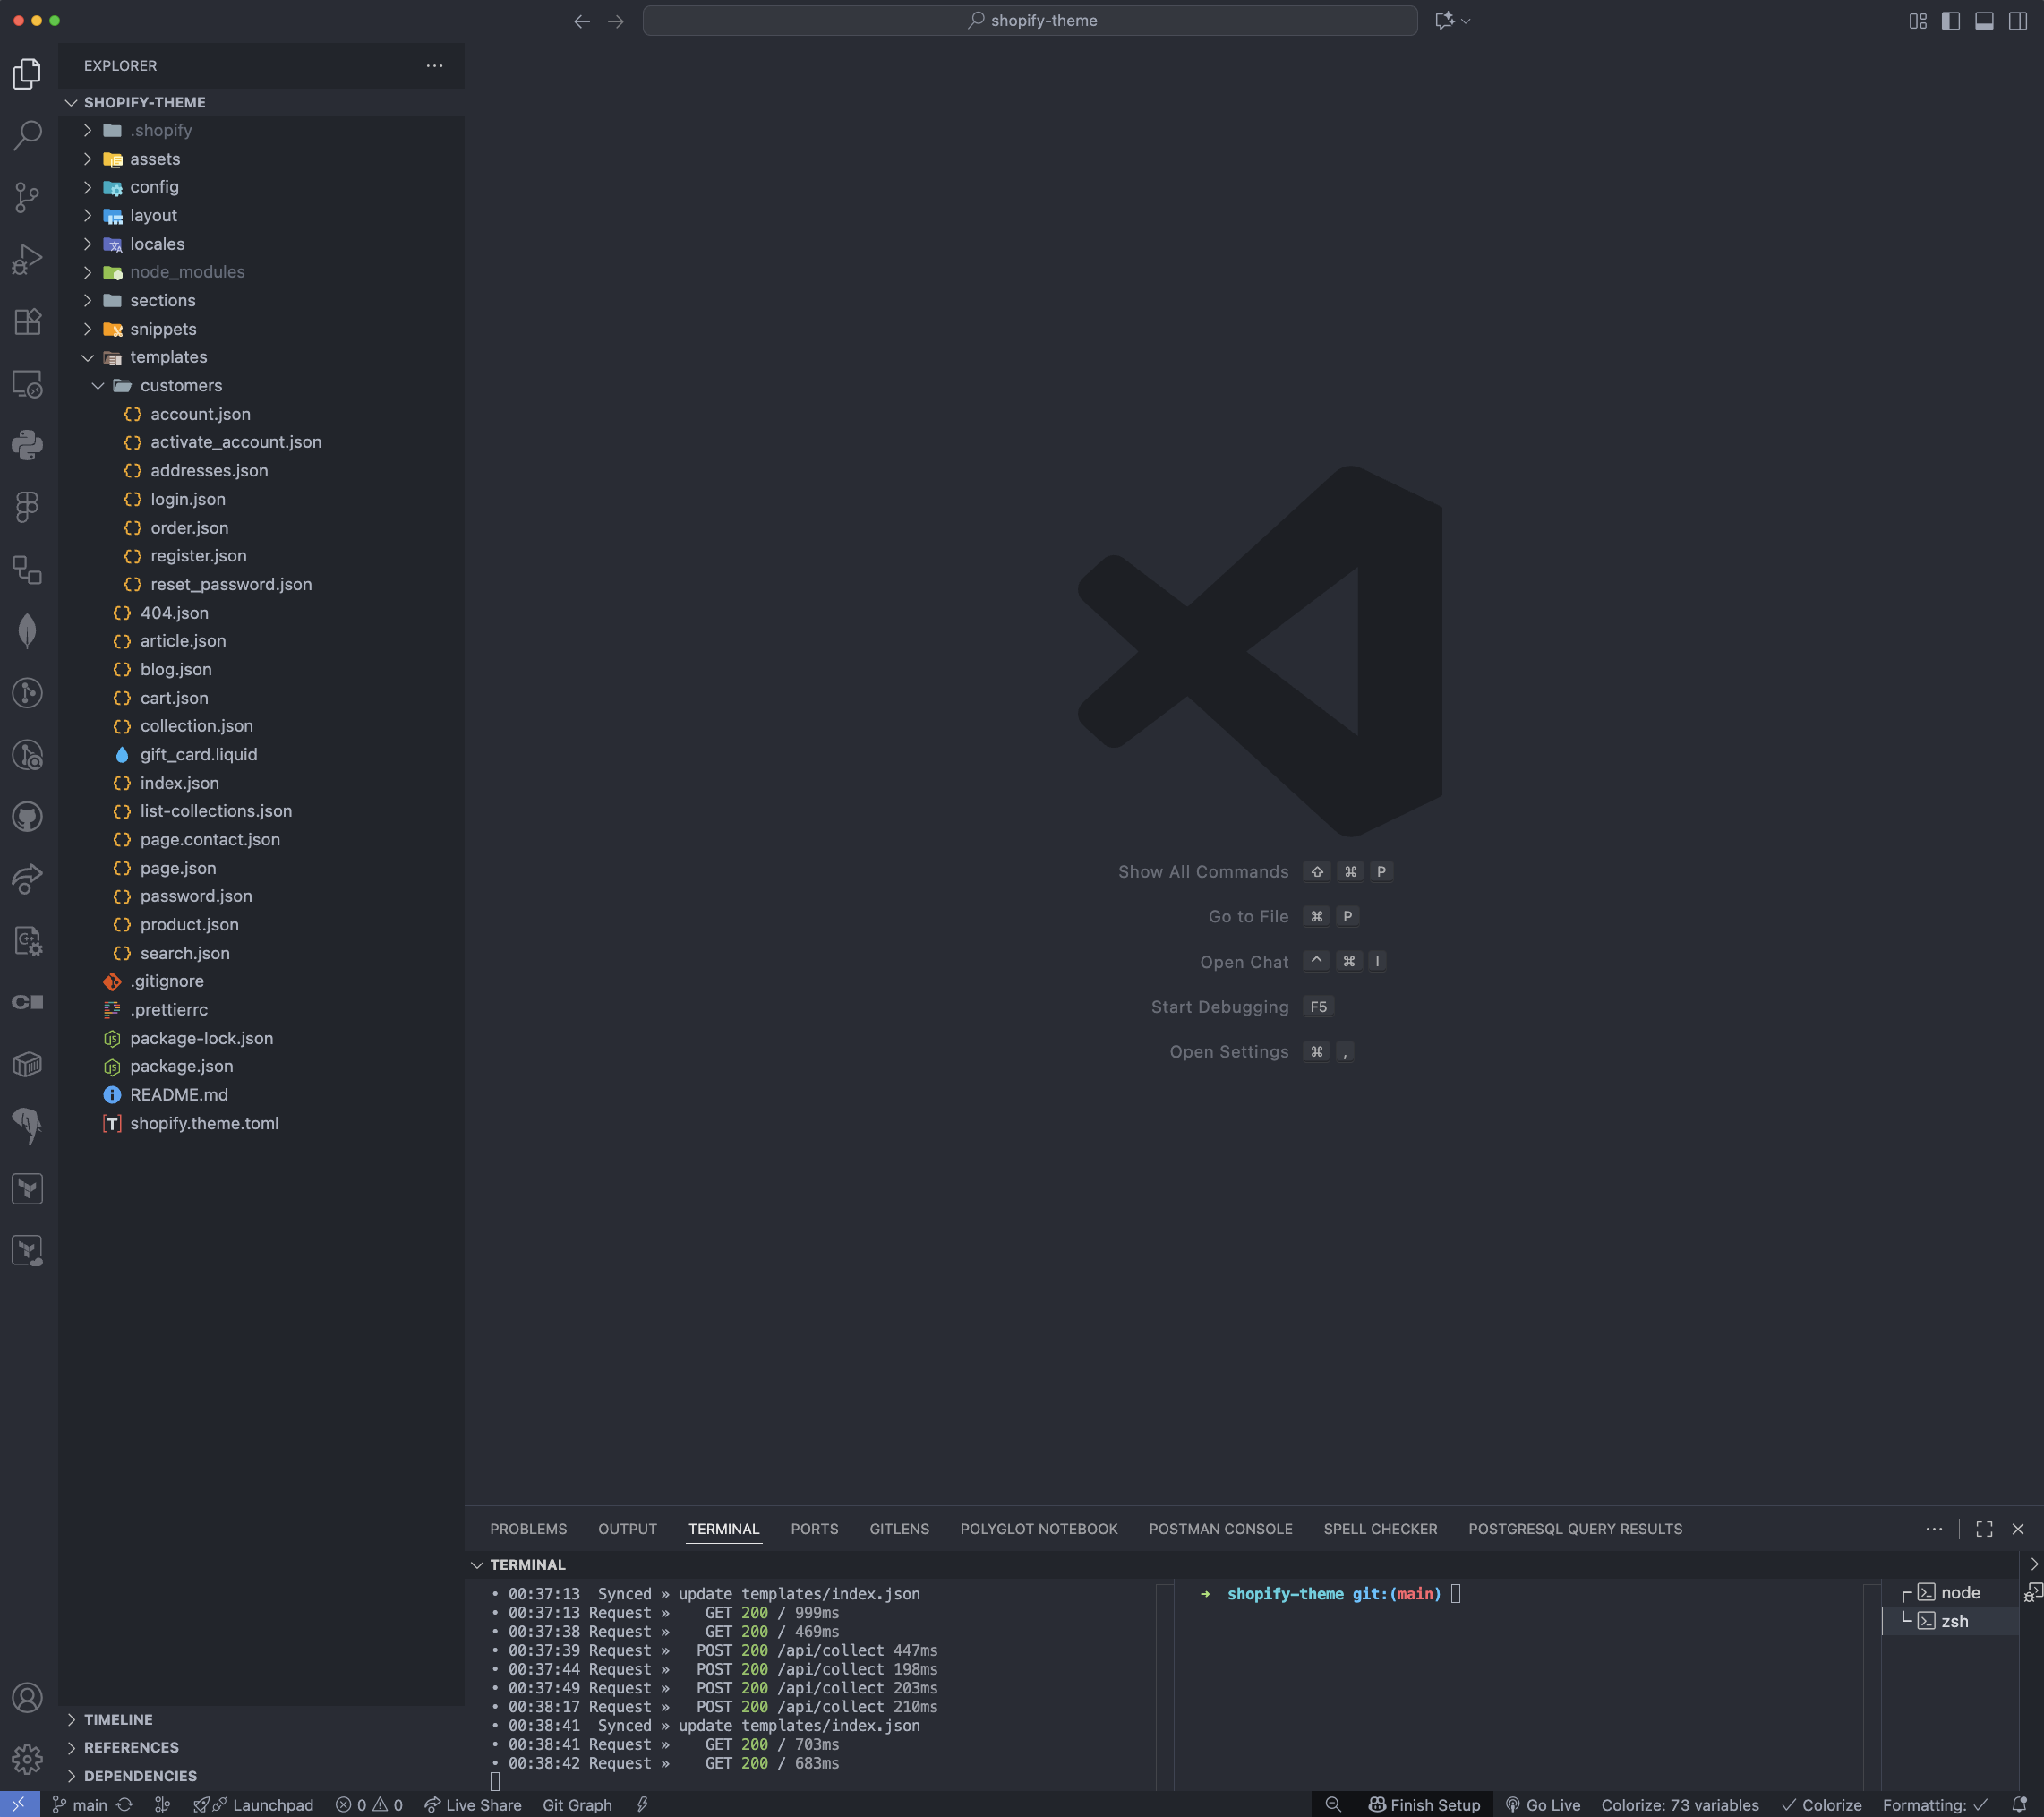 shopify-theme
EXPLORER
SHOPIFY-THEME
.shopify
assets
config
layout
locales
node_modules
sections
snippets
templates
customers
account.json
activate_account.json
addresses.json
login.json
order.json
register.json
reset_password.json
404.json
article.json
blog.json
cart.json
collection.json
gift_card.liquid
index.json
list-collections.json
page.contact.json
page.json
password.json
product.json
search.json
.gitignore
.prettierrc
package-lock.json
package.json
README.md
shopify.theme.toml
TIMELINE
REFERENCES
DEPENDENCIES
Show All Commands ⇧ ⌘ P
Go to File ⌘ P
Open Chat ^ ⌘ I
Start Debugging F5
Open Settings ⌘ ,
PROBLEMS OUTPUT TERMINAL PORTS GITLENS POLYGLOT NOTEBOOK POSTMAN CONSOLE SPELL CHECKER POSTGRESQL QUERY RESULTS
TERMINAL
• 00:37:13 Synced » update templates/index.json
• 00:37:13 Request » GET 200 / 999ms
• 00:37:38 Request » GET 200 / 469ms
• 00:37:39 Request » POST 200 /api/collect 447ms
• 00:37:44 Request » POST 200 /api/collect 198ms
• 00:37:49 Request » POST 200 /api/collect 203ms
• 00:38:17 Request » POST 200 /api/collect 210ms
• 00:38:41 Synced » update templates/index.json
• 00:38:41 Request » GET 200 / 703ms
• 00:38:42 Request » GET 200 / 683ms
➜ shopify-theme git:(main)
node
zsh
main Launchpad 0 0 Live Share Git Graph Finish Setup Go Live Colorize: 73 variables Colorize Formatting: ✓